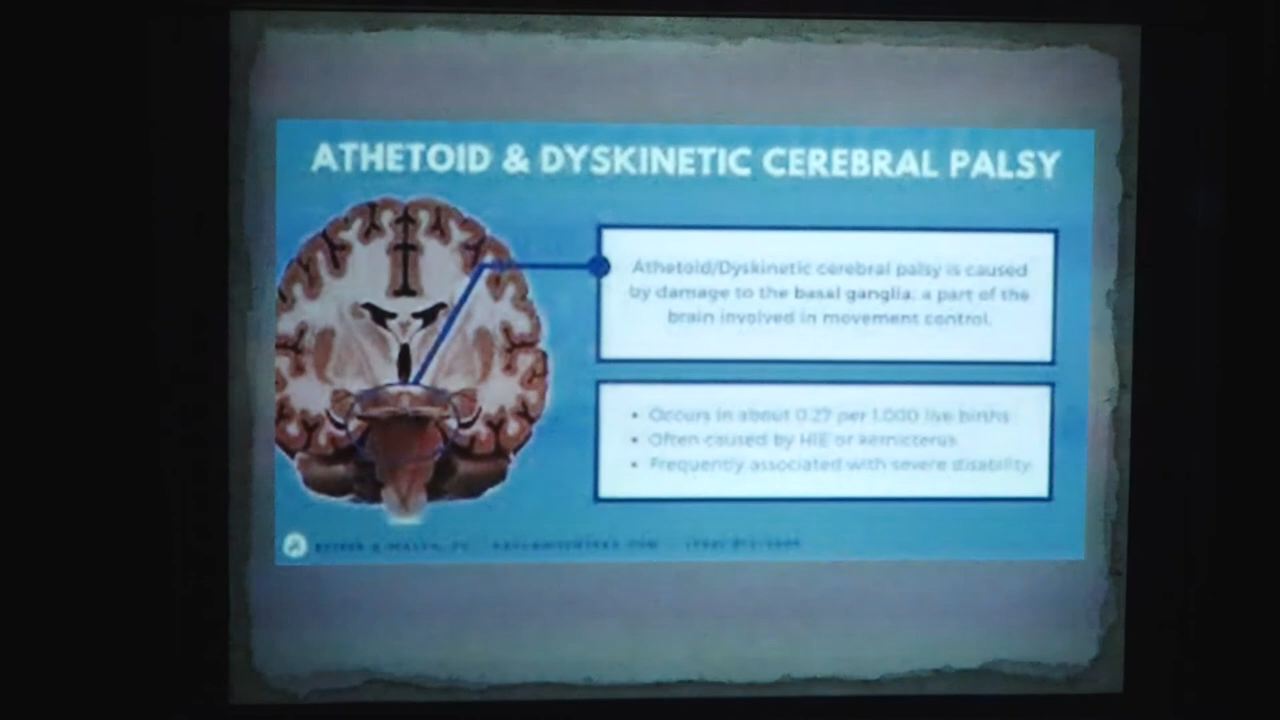 ATHETOID & DYSKINETIC CEREBRAL PALSY
Athetoid/Dyskinetic cerebral palsy is caused
by damage to the basal ganglia, a part of the
brain involved in movement control.
• Occurs in about 0.27 per 1,000 live births
• Often caused by HIE or kernicterus
• Frequently associated with severe disability